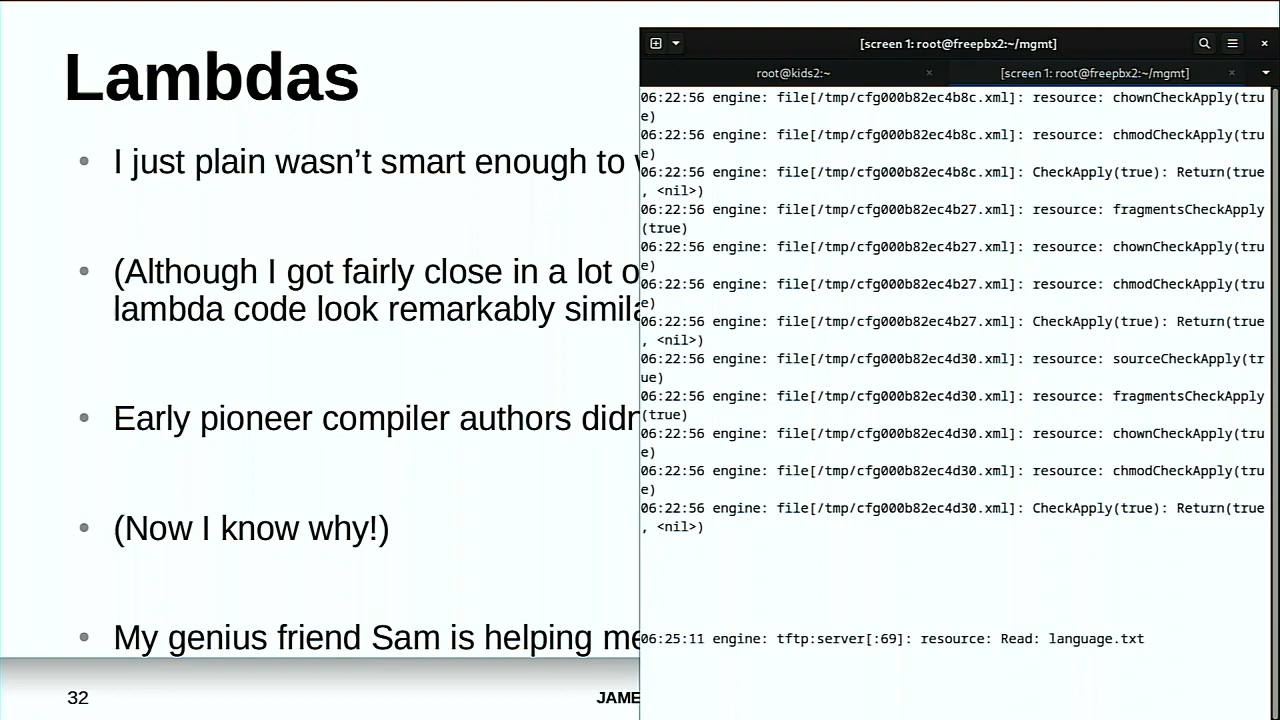 Lambdas
I just plain wasn’t smart enough to
(Although I got fairly close in a lot
lambda code look remarkably
Early pioneer compiler authors
(Now I know why!)
My genius friend Sam is helping
32
[screen 1: root@freepbx2:~/mgmt]
root@kids2:~
[screen 1: root@freepbx2:~/mgmt]
06:22:56 engine: file[/tmp/cfg000b82ec4b8c.xml]: resource: chownCheckApply(tru
e)
06:22:56 engine: file[/tmp/cfg000b82ec4b8c.xml]: resource: chmodCheckApply(tru
e)
06:22:56 engine: file[/tmp/cfg000b82ec4b8c.xml]: CheckApply(true): Return(true
, <nil>)
06:22:56 engine: file[/tmp/cfg000b82ec4b27.xml]: resource: fragmentsCheckApply
(true)
06:22:56 engine: file[/tmp/cfg000b82ec4b27.xml]: resource: chownCheckApply(tru
e)
06:22:56 engine: file[/tmp/cfg000b82ec4b27.xml]: resource: chmodCheckApply(tru
e)
06:22:56 engine: file[/tmp/cfg000b82ec4b27.xml]: CheckApply(true): Return(true
, <nil>)
06:22:56 engine: file[/tmp/cfg000b82ec4d30.xml]: resource: sourceCheckApply(tr
ue)
06:22:56 engine: file[/tmp/cfg000b82ec4d30.xml]: resource: fragmentsCheckApply
(true)
06:22:56 engine: file[/tmp/cfg000b82ec4d30.xml]: resource: chownCheckApply(tru
e)
06:22:56 engine: file[/tmp/cfg000b82ec4d30.xml]: resource: chmodCheckApply(tru
e)
06:22:56 engine: file[/tmp/cfg000b82ec4d30.xml]: CheckApply(true): Return(true
, <nil>)
06:25:11 engine: tftp:server[:69]: resource: Read: language.txt